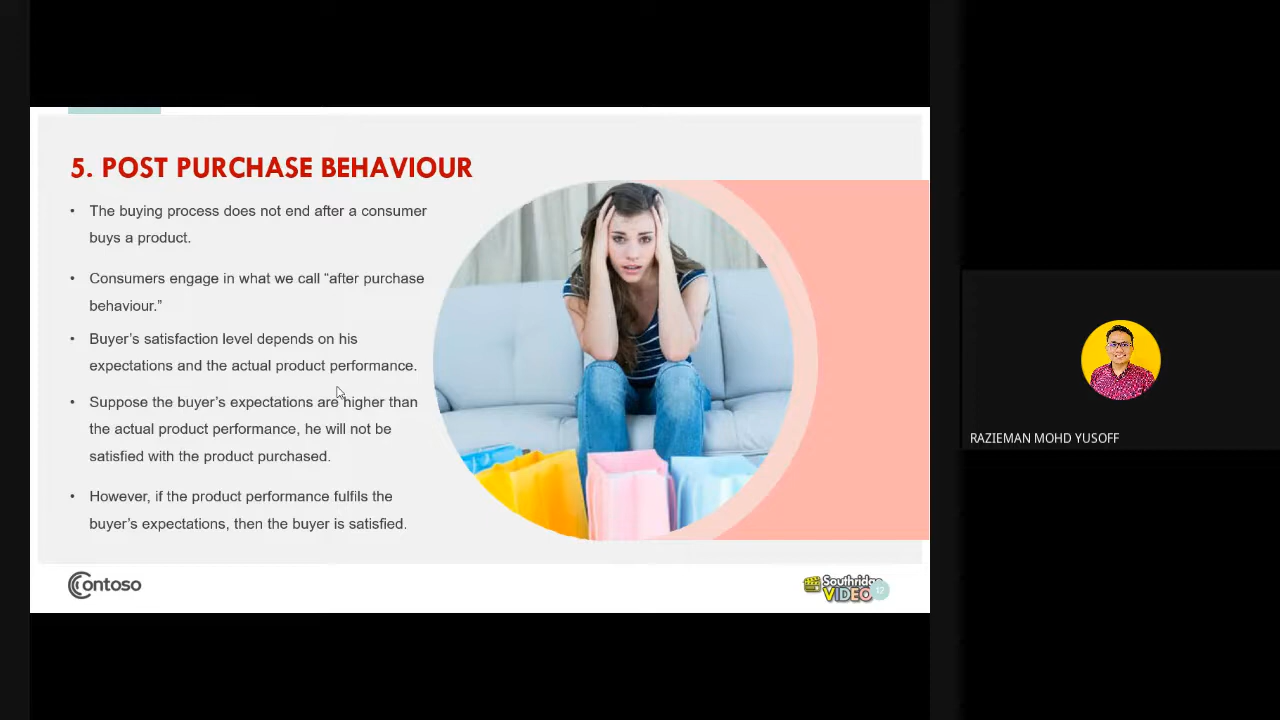 5. POST PURCHASE BEHAVIOUR
• The buying process does not end after a consumer
buys a product.
• Consumers engage in what we call “after purchase
behaviour.”
• Buyer’s satisfaction level depends on his
expectations and the actual product performance.
• Suppose the buyer’s expectations are higher than
the actual product performance, he will not be
satisfied with the product purchased.
• However, if the product performance fulfils the
buyer’s expectations, then the buyer is satisfied.
Contoso
Southridge
VIDEO
RAZIEMAN MOHD YUSOFF